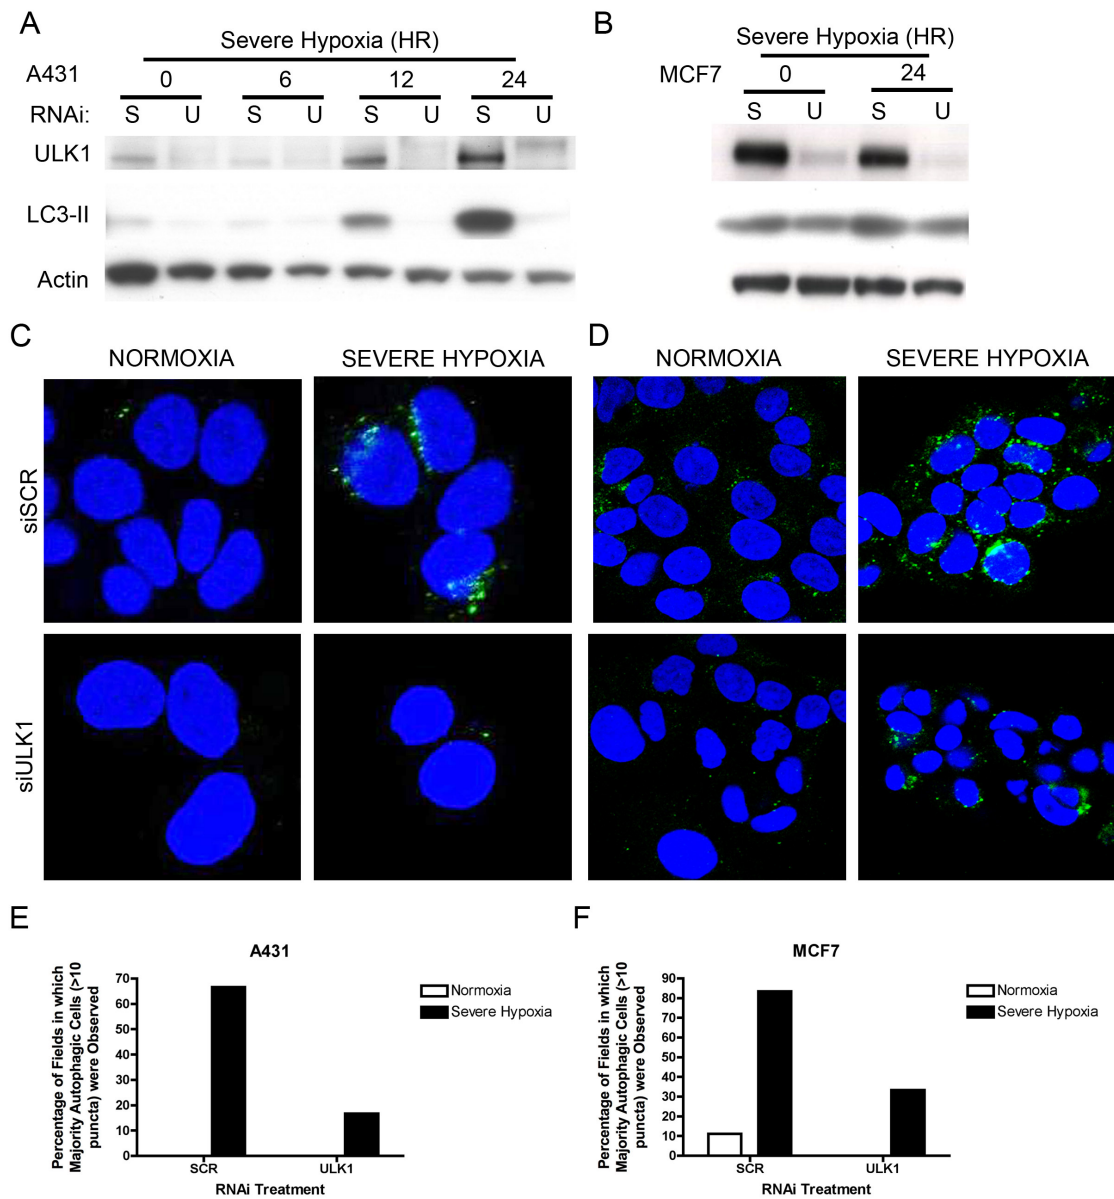 A
Severe Hypoxia (HR)
A431
0 6 12 24
RNAi: S U S U S U S U
ULK1
LC3-II
Actin
B
Severe Hypoxia (HR)
MCF7
0 24
S U S U
C
NORMOXIA SEVERE HYPOXIA
siSCR
siULK1
D
NORMOXIA SEVERE HYPOXIA
E
A431
Percentage of Fields in which
Majority Autophagic Cells (>10
puncta) were Observed
70
60
50
40
30
20
10
0
SCR ULK1
RNAi Treatment
Normoxia
Severe Hypoxia
F
MCF7
Percentage of Fields in which
Majority Autophagic Cells (>10
puncta) were Observed
90
80
70
60
50
40
30
20
10
0
SCR ULK1
RNAi Treatment
Normoxia
Severe Hypoxia